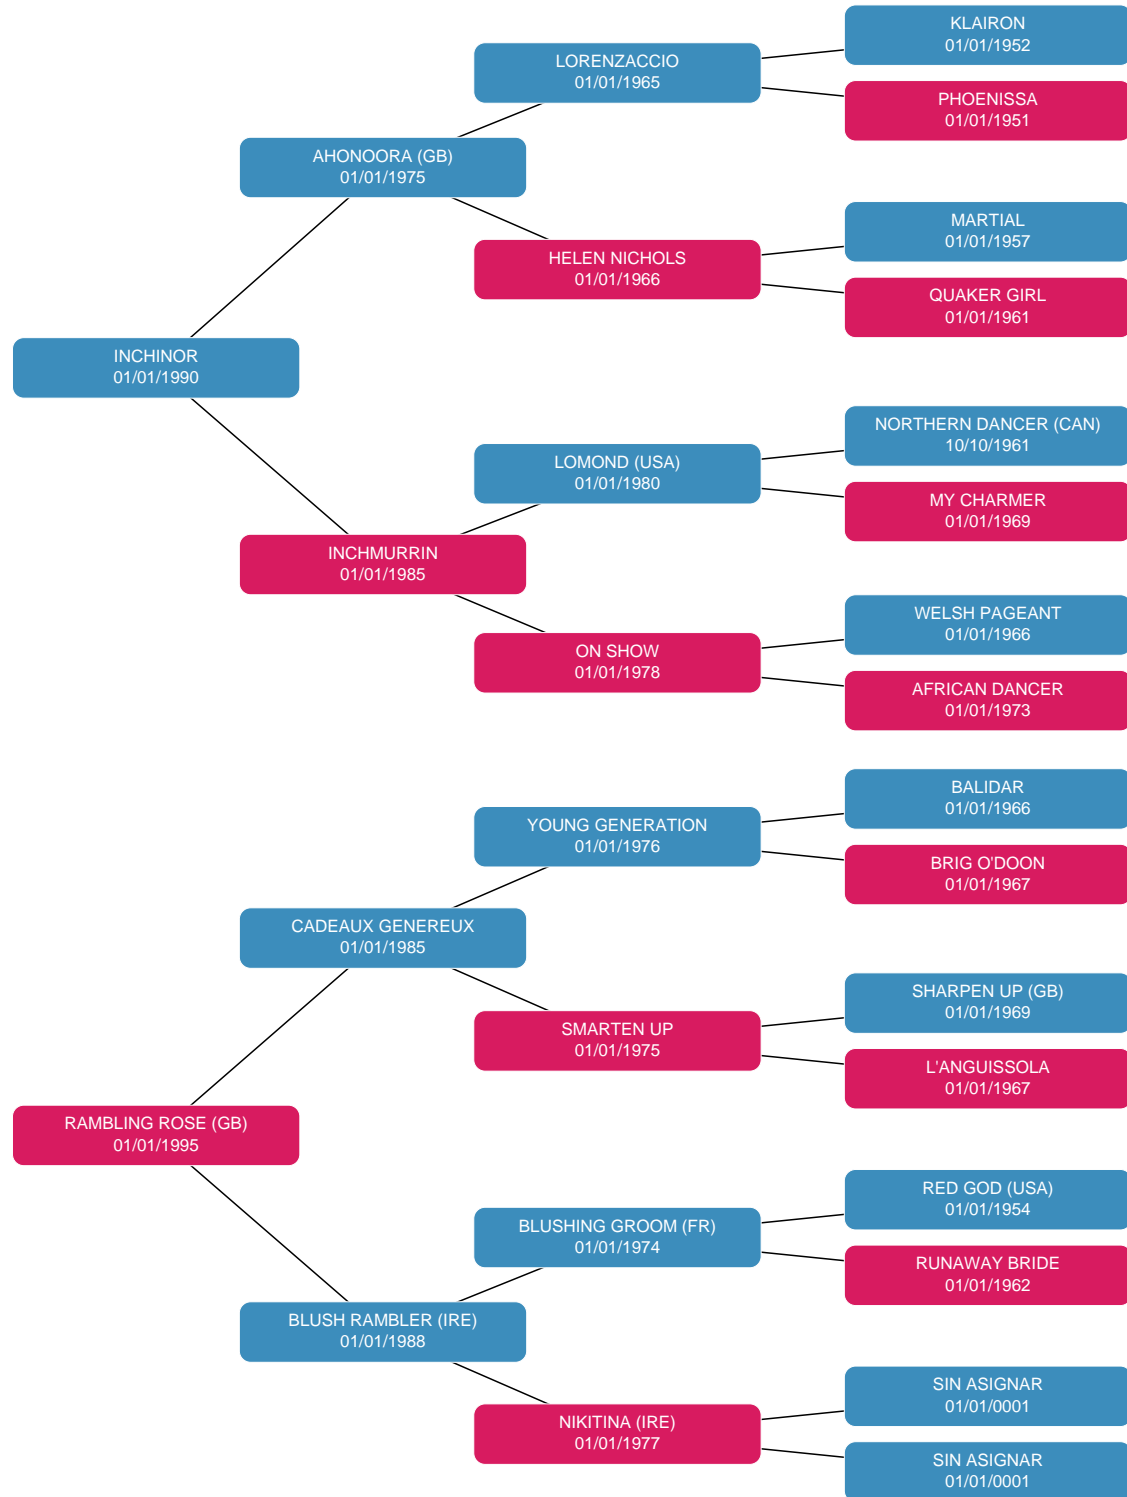 KLAIRON
01/01/1952
LORENZACCIO
01/01/1965
PHOENISSA
01/01/1951
AHONOORA (GB)
01/01/1975
MARTIAL
01/01/1957
HELEN NICHOLS
01/01/1966
QUAKER GIRL
01/01/1961
INCHINOR
01/01/1990
NORTHERN DANCER (CAN)
10/10/1961
LOMOND (USA)
01/01/1980
MY CHARMER
01/01/1969
INCHMURRIN
01/01/1985
WELSH PAGEANT
01/01/1966
ON SHOW
01/01/1978
AFRICAN DANCER
01/01/1973
BALIDAR
01/01/1966
YOUNG GENERATION
01/01/1976
BRIG O'DOON
01/01/1967
CADEAUX GENEREUX
01/01/1985
SHARPEN UP (GB)
01/01/1969
SMARTEN UP
01/01/1975
L'ANGUISSOLA
01/01/1967
RAMBLING ROSE (GB)
01/01/1995
RED GOD (USA)
01/01/1954
BLUSHING GROOM (FR)
01/01/1974
RUNAWAY BRIDE
01/01/1962
BLUSH RAMBLER (IRE)
01/01/1988
SIN ASIGNAR
01/01/0001
NIKITINA (IRE)
01/01/1977
SIN ASIGNAR
01/01/0001